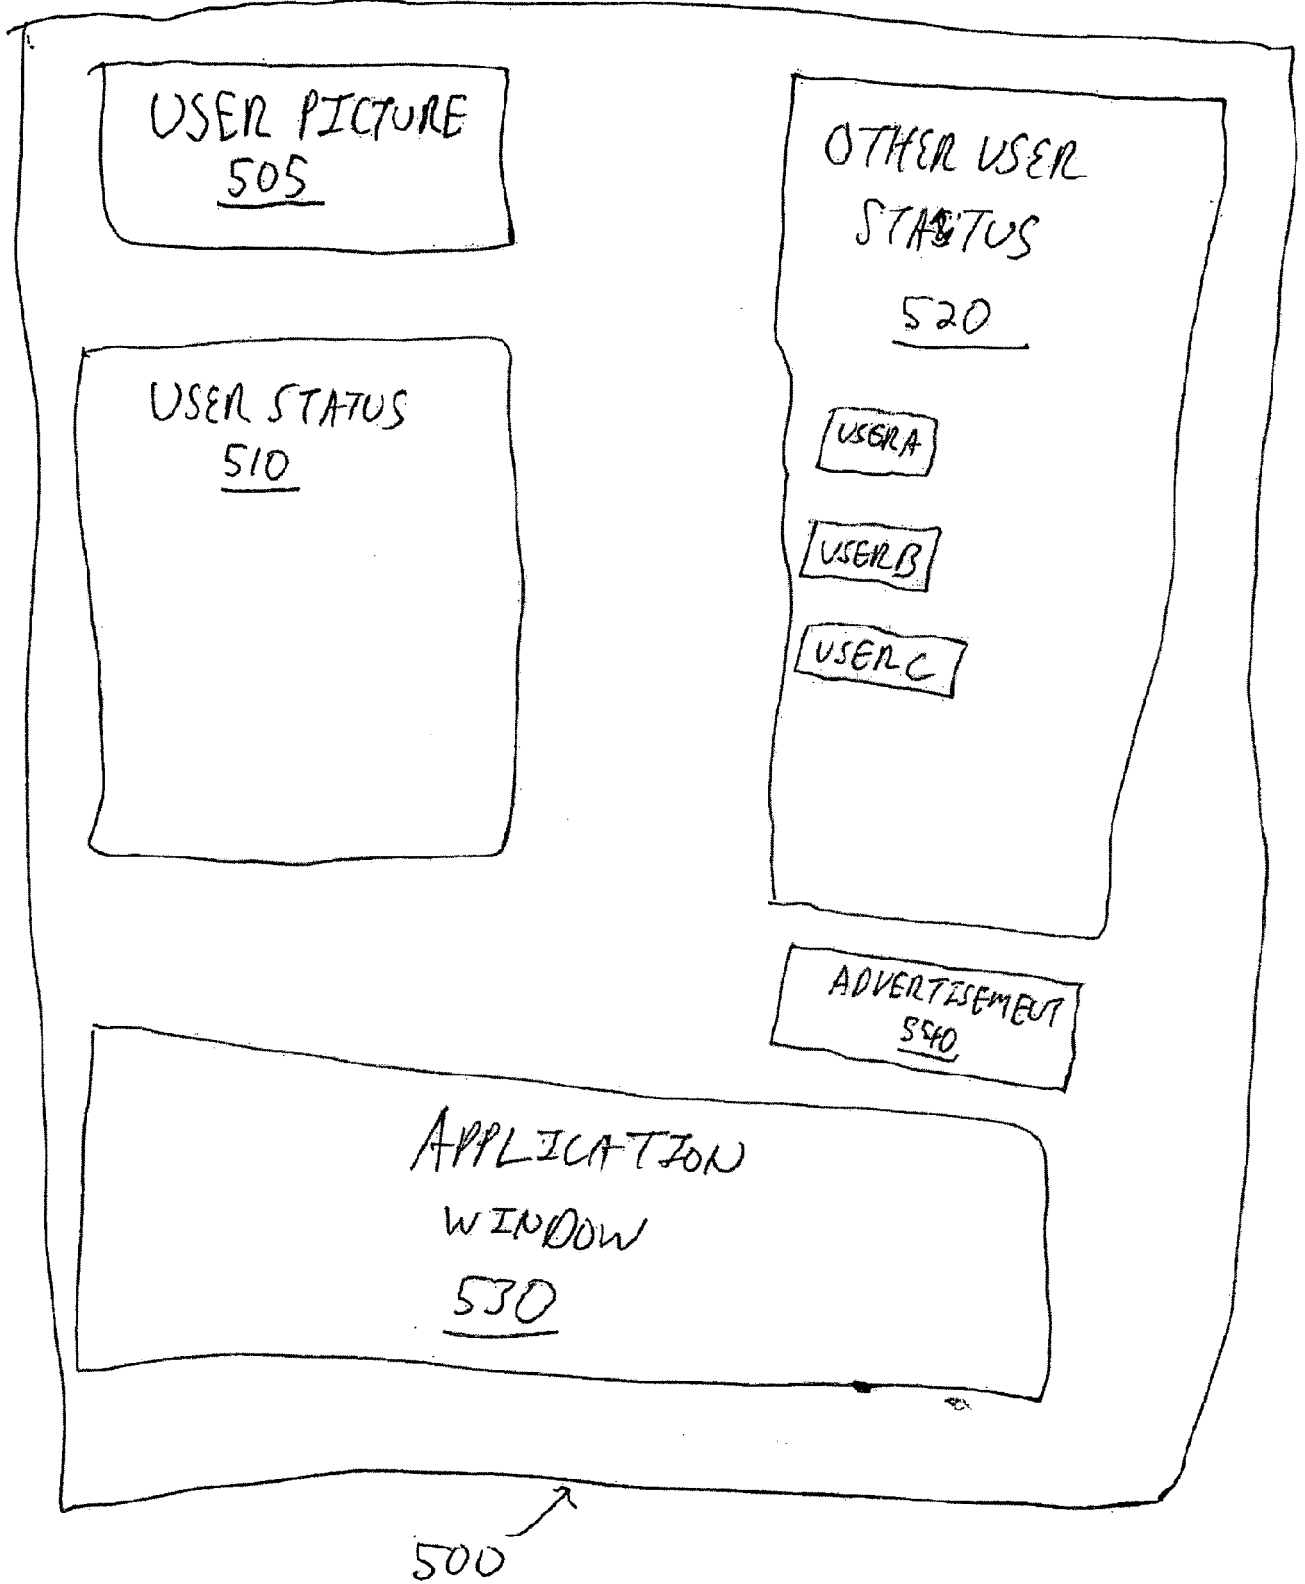 USER PICTURE
505
USER STATUS
510
OTHER USER
STATUS
520
USER A
USER B
USER C
ADVERTISEMENT
540
APPLICATION
WINDOW
530
500